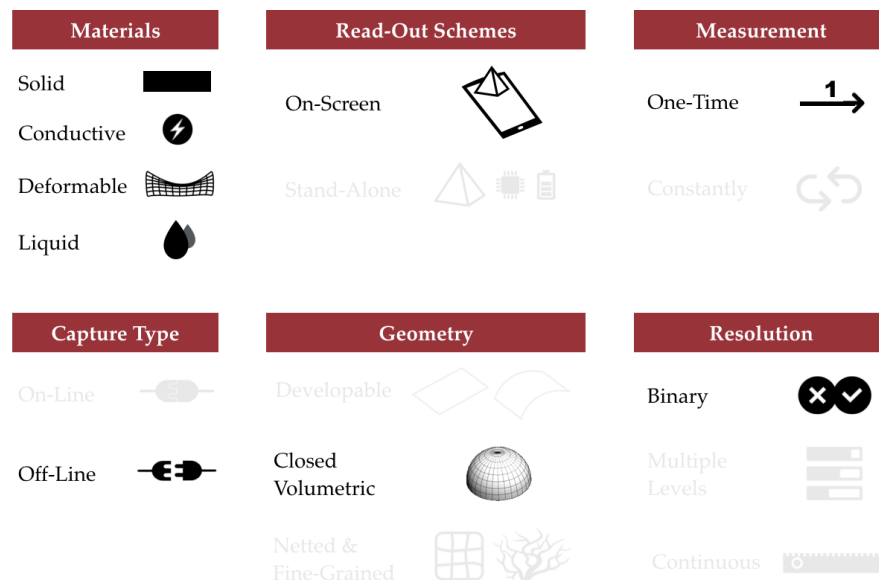 Materials
Solid
Conductive
Deformable
Liquid
Read-Out Schemes
On-Screen
Stand-Alone
Measurement
One-Time
1
Constantly
Capture Type
On-Line
Off-Line
Geometry
Developable
Closed
Volumetric
Netted &
Fine-Grained
Resolution
Binary
Multiple
Levels
Continuous